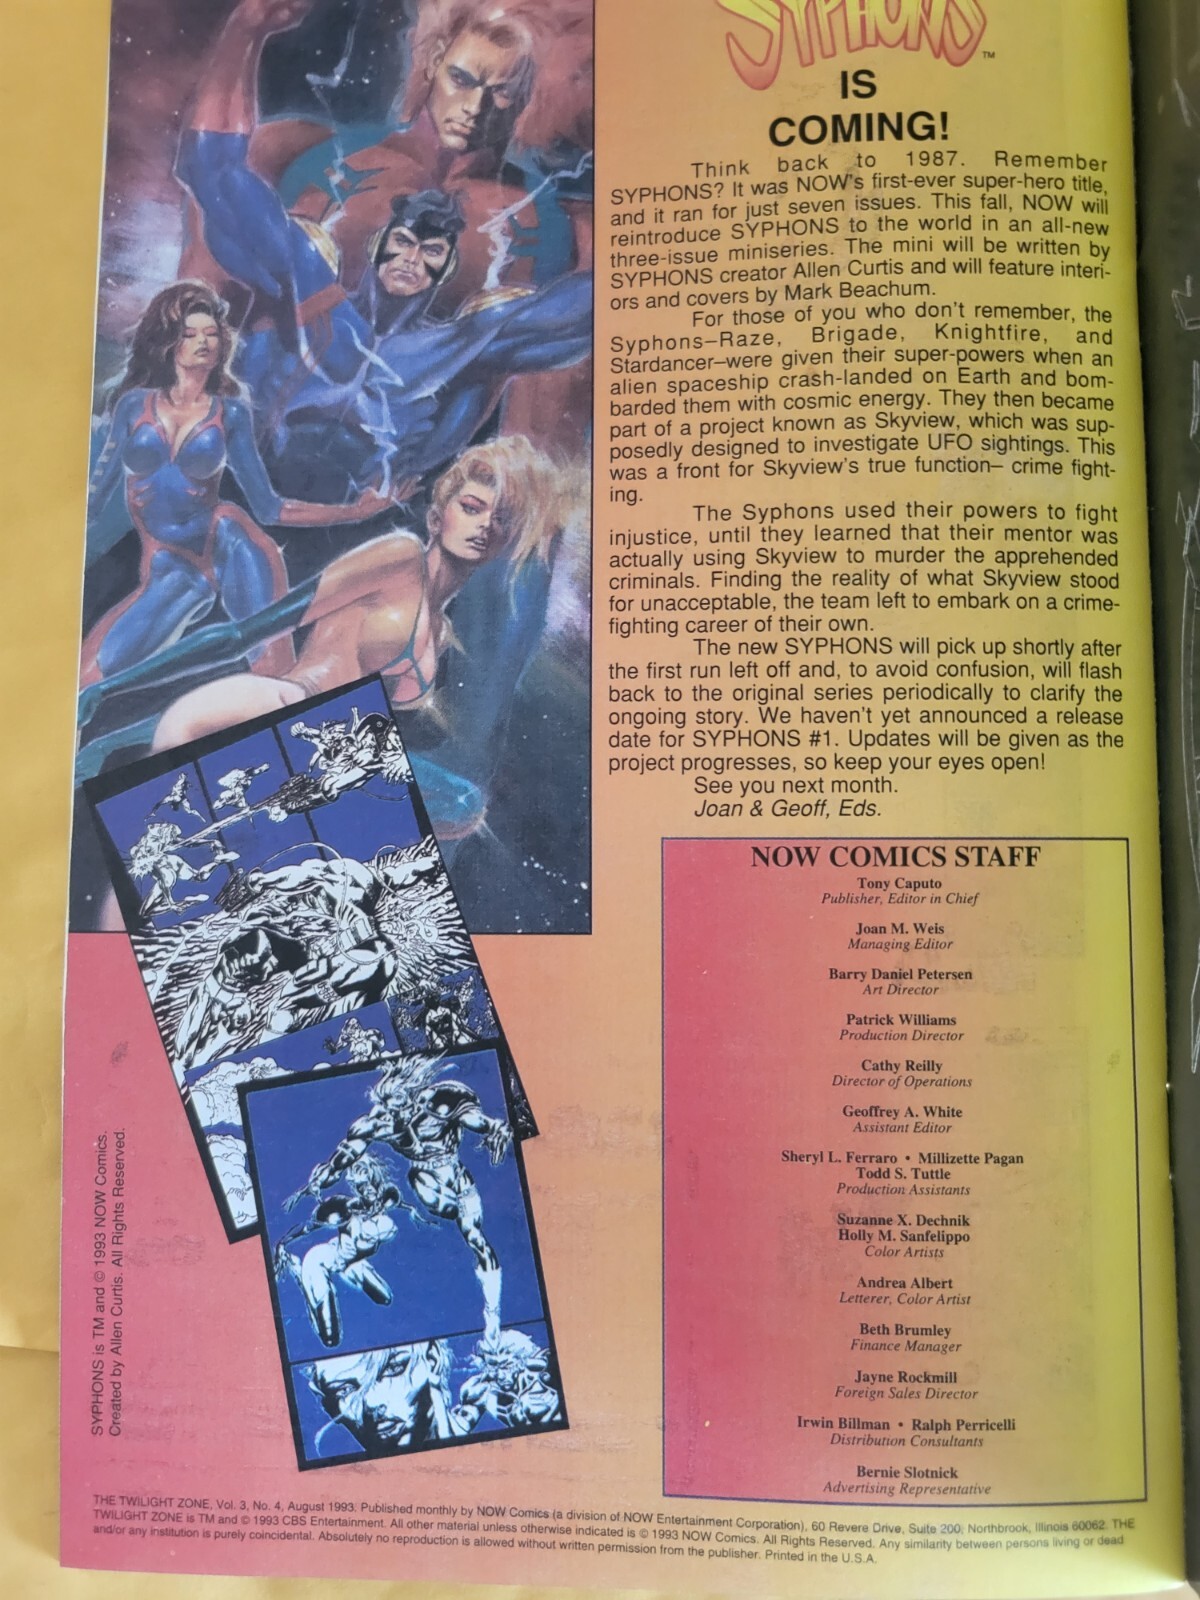 SYPHONS™
IS
COMING!
Think back to 1987. Remember
SYPHONS? It was NOW's first-ever super-hero title,
and it ran for just seven issues. This fall, NOW will
reintroduce SYPHONS to the world in an all-new
three-issue miniseries. The mini will be written by
SYPHONS creator Allen Curtis and will feature interi-
ors and covers by Mark Beachum.
For those of you who don't remember, the
Syphons–Raze, Brigade, Knightfire, and
Stardancer–were given their super-powers when an
alien spaceship crash-landed on Earth and bom-
barded them with cosmic energy. They then became
part of a project known as Skyview, which was sup-
posedly designed to investigate UFO sightings. This
was a front for Skyview's true function– crime fight-
ing.
The Syphons used their powers to fight
injustice, until they learned that their mentor was
actually using Skyview to murder the apprehended
criminals. Finding the reality of what Skyview stood
for unacceptable, the team left to embark on a crime-
fighting career of their own.
The new SYPHONS will pick up shortly after
the first run left off and, to avoid confusion, will flash
back to the original series periodically to clarify the
ongoing story. We haven't yet announced a release
date for SYPHONS #1. Updates will be given as the
project progresses, so keep your eyes open!
See you next month.
Joan & Geoff, Eds.
NOW COMICS STAFF
Tony Caputo
Publisher, Editor in Chief
Joan M. Weis
Managing Editor
Barry Daniel Petersen
Art Director
Patrick Williams
Production Director
Cathy Reilly
Director of Operations
Geoffrey A. White
Assistant Editor
Sheryl L. Ferraro • Millizette Pagan
Todd S. Tuttle
Production Assistants
Suzanne X. Dechnik
Holly M. Sanfelippo
Color Artists
Andrea Albert
Letterer, Color Artist
Beth Brumley
Finance Manager
Jayne Rockmill
Foreign Sales Director
Irwin Billman • Ralph Perricelli
Distribution Consultants
Bernie Slotnick
Advertising Representative
SYPHONS is TM and © 1993 NOW Comics.
Created by Allen Curtis. All Rights Reserved.
THE TWILIGHT ZONE, Vol. 3, No. 4, August 1993. Published monthly by NOW Comics (a division of NOW Entertainment Corporation), 60 Revere Drive, Suite 200, Northbrook, Illinois 60062. THE
TWILIGHT ZONE is TM and © 1993 CBS Entertainment. All other material unless otherwise indicated is © 1993 NOW Comics. All Rights Reserved. Any similarity between persons living or dead
and/or any institution is purely coincidental. Absolutely no reproduction is allowed without written permission from the publisher. Printed in the U.S.A.